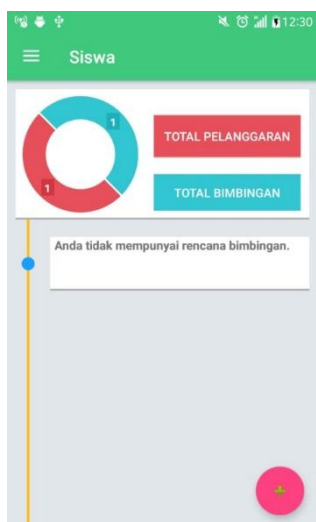 12:30
Siswa
1
TOTAL PELANGGARAN
1
TOTAL BIMBINGAN
Anda tidak mempunyai rencana bimbingan.